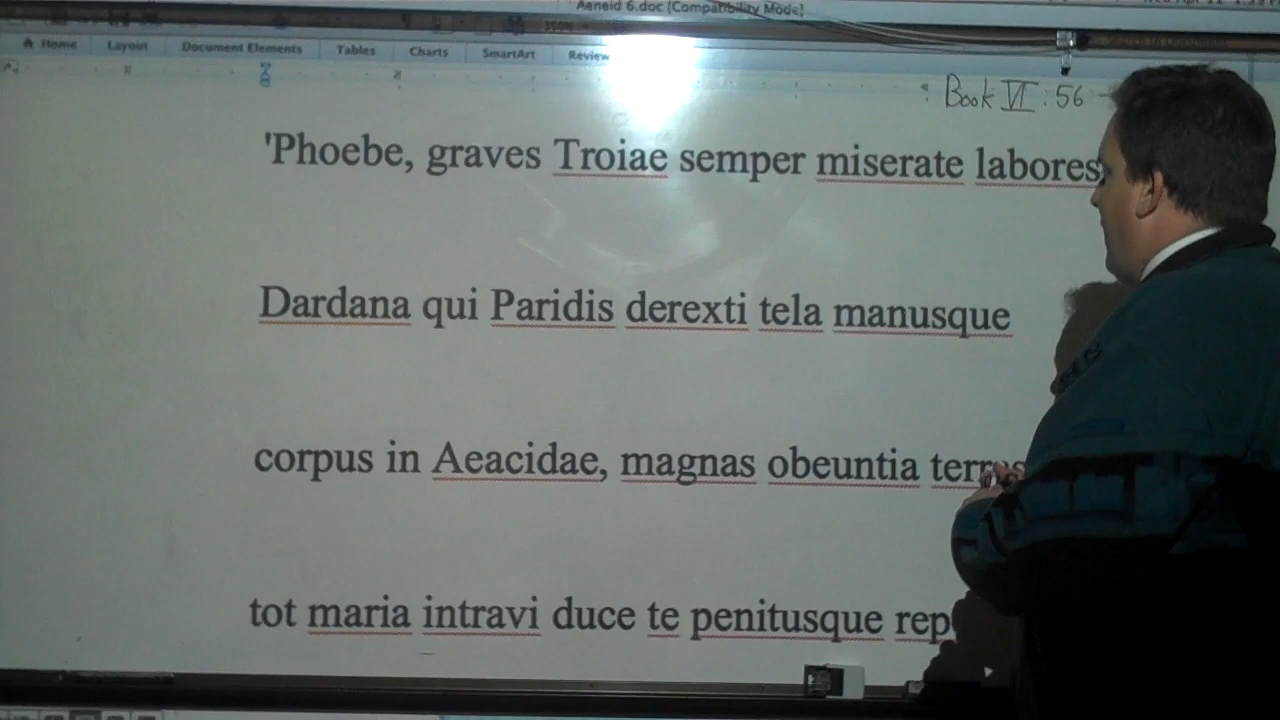 Aeneid 6.doc [Compatibility Mode]
Home Layout Document Elements Tables Charts SmartArt Review
Book VI : 56
'Phoebe, graves Troiae semper miserate labores
Dardana qui Paridis derexti tela manusque
corpus in Aeacidae, magnas obeuntia terras
tot maria intravi duce te penitusque rep